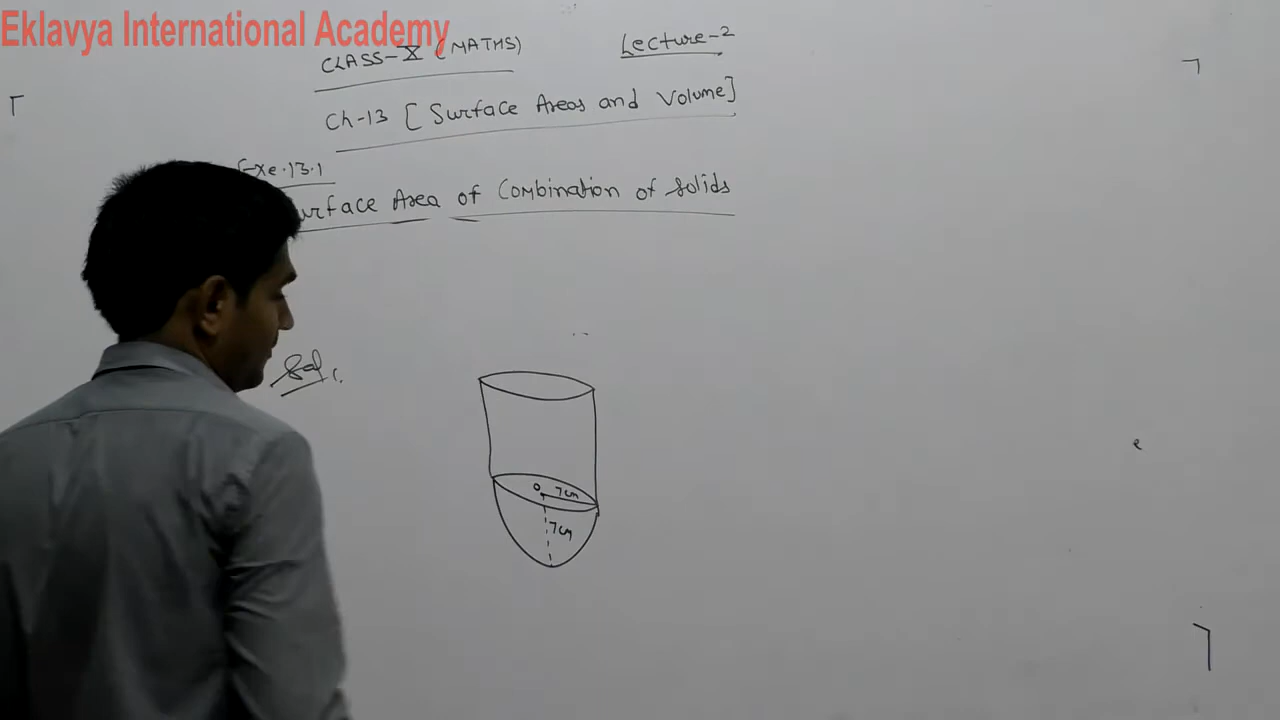 Eklavya International Academy
CLASS-X (MATHS)
Lecture-2
Ch-13 [Surface Areas and Volume]
Exe.13.1
urface Area of Combination of Solids
Sol.
O 7cm
7cm